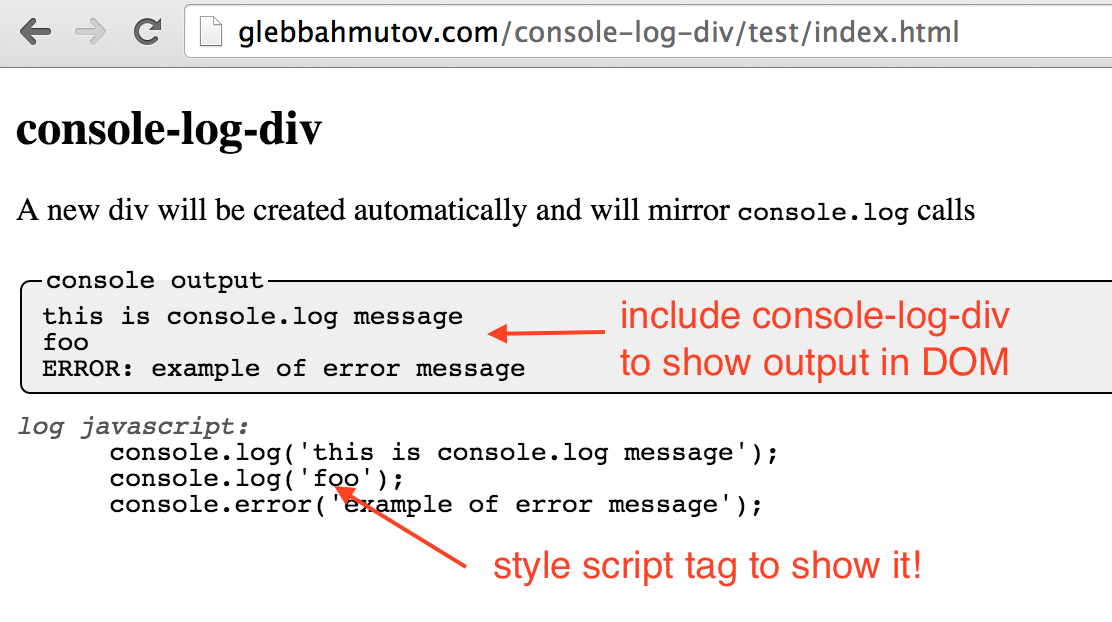 glebbahmutov.com/console-log-div/test/index.html
console-log-div
A new div will be created automatically and will mirror console.log calls
console output
this is console.log message
foo
ERROR: example of error message
include console-log-div
to show output in DOM
log javascript:
console.log('this is console.log message');
console.log('foo');
console.error('example of error message');
style script tag to show it!